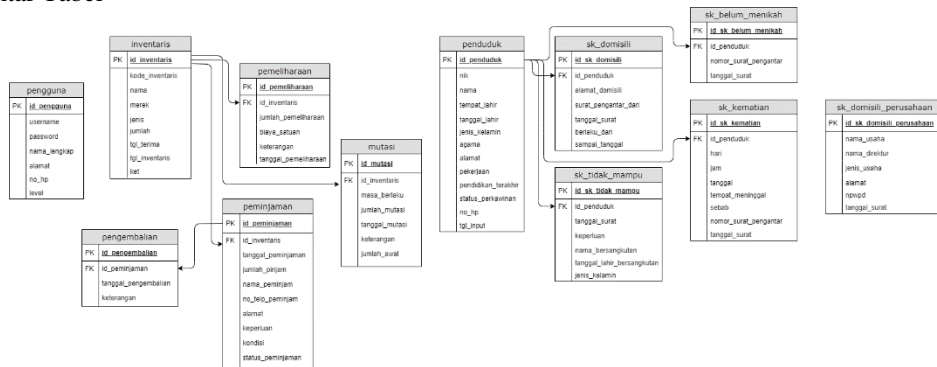 pengguna
PK id_pengguna
username
password
nama_lengkap
alamat
no_hp
level
inventaris
PK id_inventaris
kode_inventaris
nama
merek
jenis
jumlah
tgl_terima
tgl_inventaris
ket
pemeliharaan
PK id_pemeliharaan
FK id_inventaris
jumlah_pemeliharaan
biaya_satuan
keterangan
tanggal_pemeliharaan
mutasi
PK id_mutasi
FK id_inventaris
masa_berlaku
jumlah_mutasi
tanggal_mutasi
keterangan
jumlah_awal
peminjaman
PK id_peminjaman
FK id_inventaris
tanggal_peminjaman
jumlah_pinjam
nama_peminjam
no_telp_peminjam
alamat
keperluan
kondisi
status_peminjaman
pengembalian
PK id_pengembalian
FK id_peminjaman
tanggal_pengembalian
keterangan
penduduk
PK id_penduduk
nik
nama
tempat_lahir
tanggal_lahir
jenis_kelamin
agama
alamat
pekerjaan
pendidikan_terakhir
status_perkawinan
no_hp
tgl_input
sk_domisili
PK id_sk_domisili
FK id_penduduk
alamat_domisili
surat_pengantar_dari
tanggal_surat
berlaku_dari
sampai_tanggal
sk_tidak_mampu
PK id_sk_tidak_mampu
FK id_penduduk
tanggal_surat
keperluan
nama_bersangkutan
tanggal_lahir_bersangkutan
jenis_kelamin
sk_belum_menikah
PK id_sk_belum_menikah
FK id_penduduk
nomor_surat_pengantar
tanggal_surat
sk_kematian
PK id_sk_kematian
FK id_penduduk
hari
jam
tanggal
tempat_meninggal
sebab
nomor_surat_pengantar
tanggal_surat
sk_domisili_perusahaan
PK id_sk_domisili_perusahaan
nama_usaha
nama_direktur
jenis_usaha
alamat
npwpd
tanggal_surat